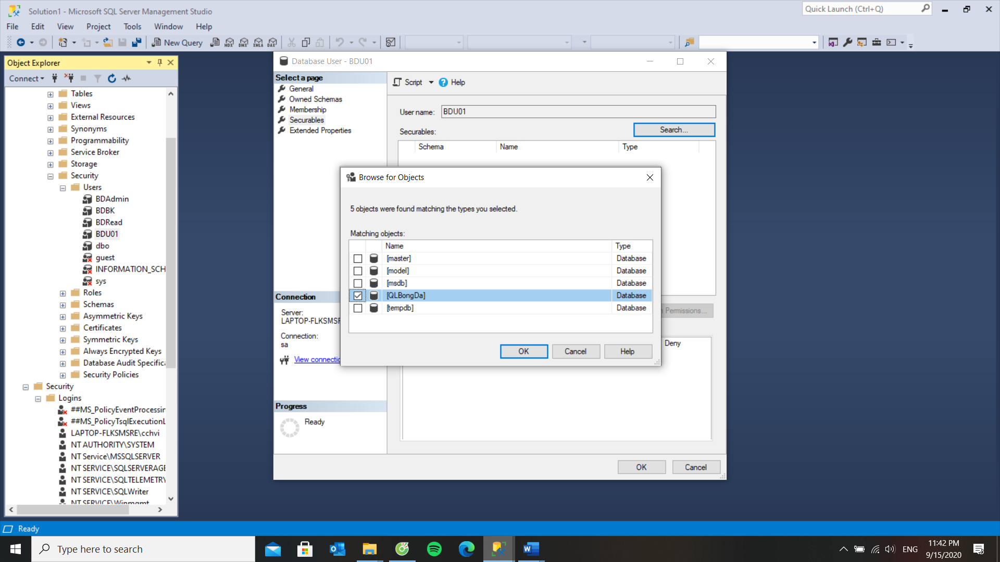 Solution1 - Microsoft SQL Server Management Studio
Quick Launch (Ctrl+Q)
File Edit View Project Tools Window Help
New Query MDX DMX XMLA DAX
Object Explorer
Connect
Tables
Views
External Resources
Synonyms
Programmability
Service Broker
Storage
Security
Users
BDAdmin
BDBK
BDRead
BDU01
dbo
guest
INFORMATION_SCH
sys
Roles
Schemas
Asymmetric Keys
Certificates
Symmetric Keys
Always Encrypted Keys
Database Audit Specifica
Security Policies
Security
Logins
##MS_PolicyEventProcessin
##MS_PolicyTsqlExecutionL
LAPTOP-FLKSMSRE\cchvi
NT AUTHORITY\SYSTEM
NT Service\MSSQLSERVER
NT SERVICE\SQLSERVERAGE
NT SERVICE\SQLTELEMETRY
NT SERVICE\SQLWriter
NT SERVICE\Winmgmt
Database User - BDU01
Select a page
General
Owned Schemas
Membership
Securables
Extended Properties
Script Help
User name: BDU01
Securables: Search...
Schema Name Type
Permissions...
Deny
Connection
Server:
LAPTOP-FLKSMSR
Connection:
sa
View connectio
Progress
Ready
OK Cancel
Browse for Objects
5 objects were found matching the types you selected.
Matching objects:
Name Type
[master] Database
[model] Database
[msdb] Database
[QLBongDa] Database
[tempdb] Database
OK Cancel Help
Ready
Type here to search
ENG
11:42 PM
9/15/2020